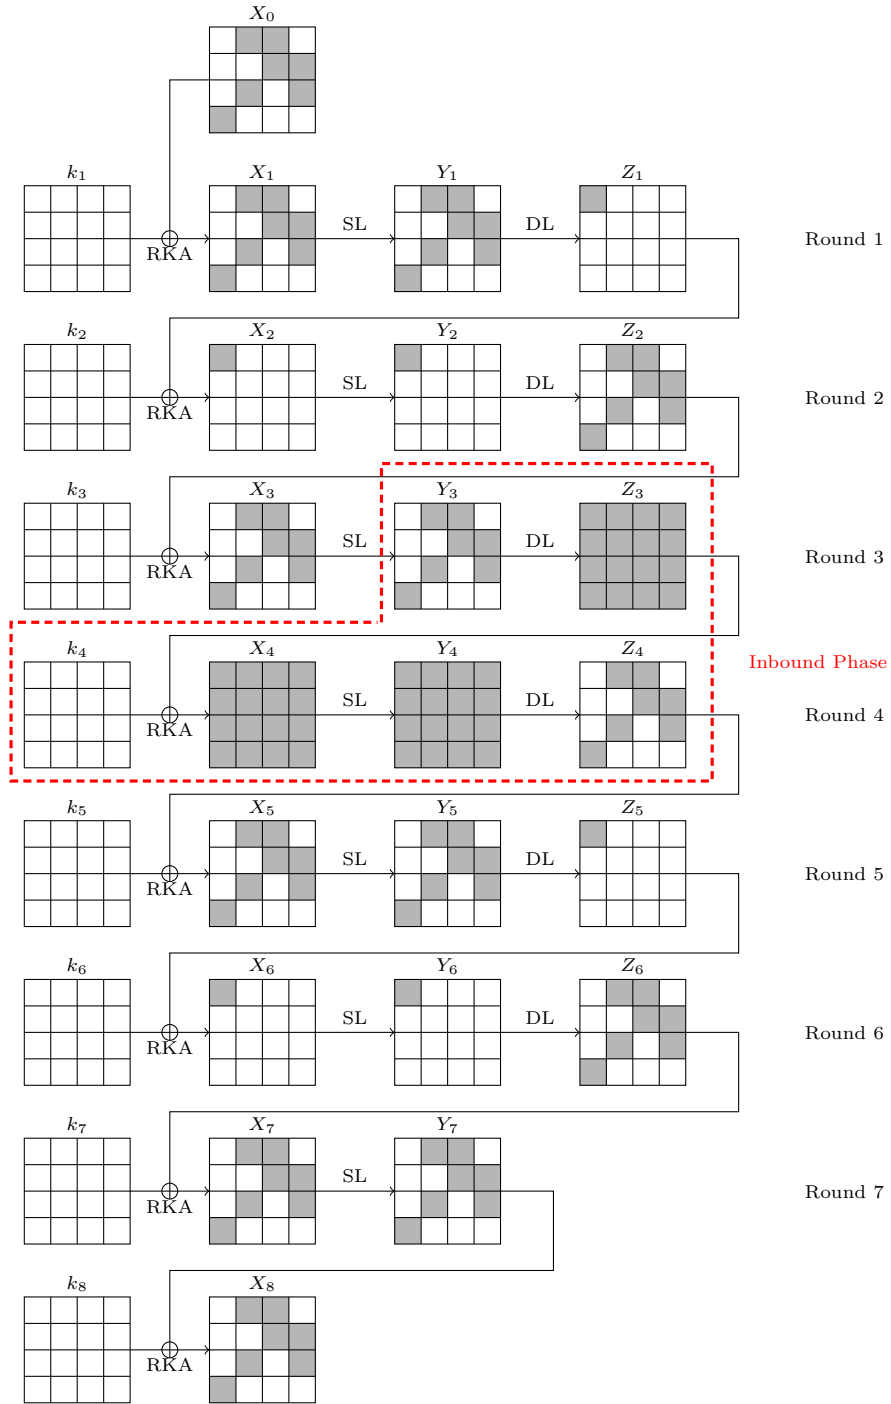 X₀
k₁ X₁ Y₁ Z₁
SL DL
RKA Round 1
k₂ X₂ Y₂ Z₂
SL DL
RKA Round 2
k₃ X₃ Y₃ Z₃
SL DL
RKA Round 3
k₄ X₄ Y₄ Z₄
Inbound Phase
SL DL
RKA Round 4
k₅ X₅ Y₅ Z₅
SL DL
RKA Round 5
k₆ X₆ Y₆ Z₆
SL DL
RKA Round 6
k₇ X₇ Y₇
SL
RKA Round 7
k₈ X₈
RKA